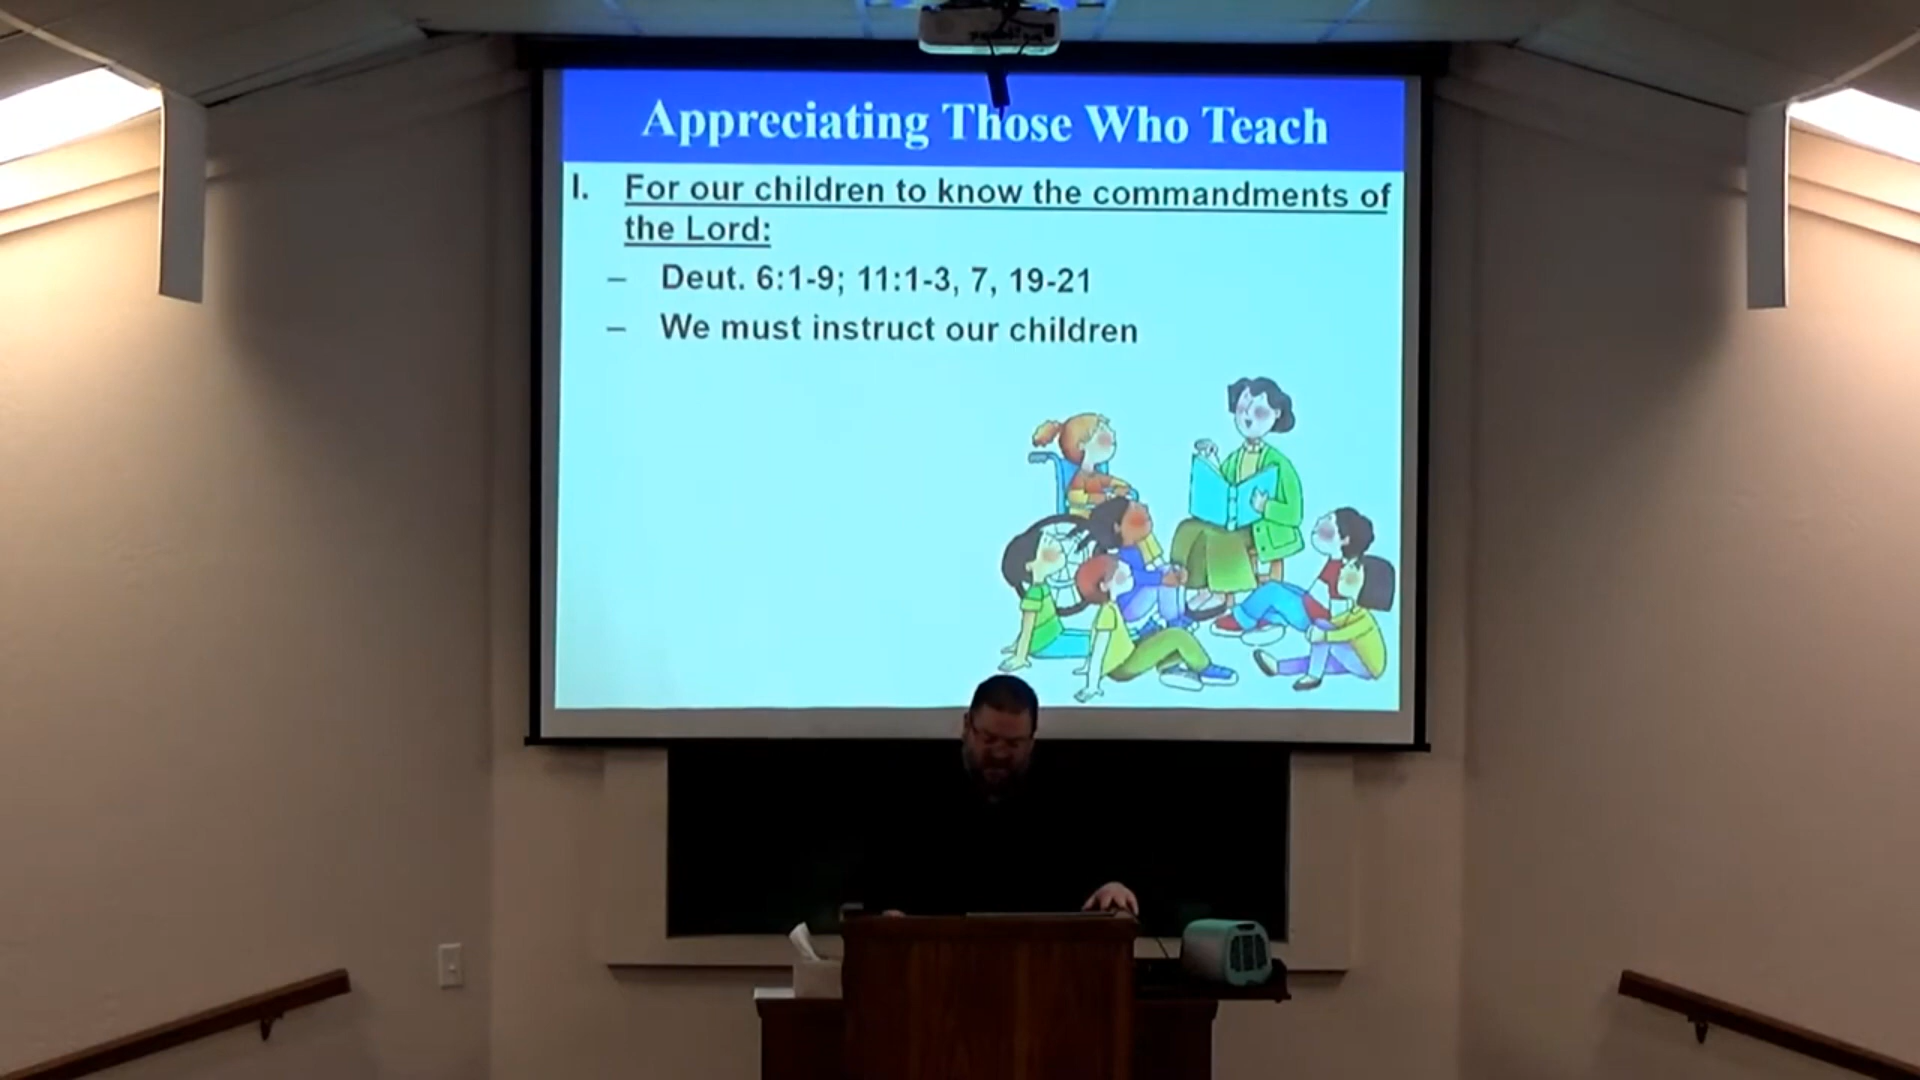 Appreciating Those Who Teach
I. For our children to know the commandments of
the Lord:
– Deut. 6:1-9; 11:1-3, 7, 19-21
– We must instruct our children